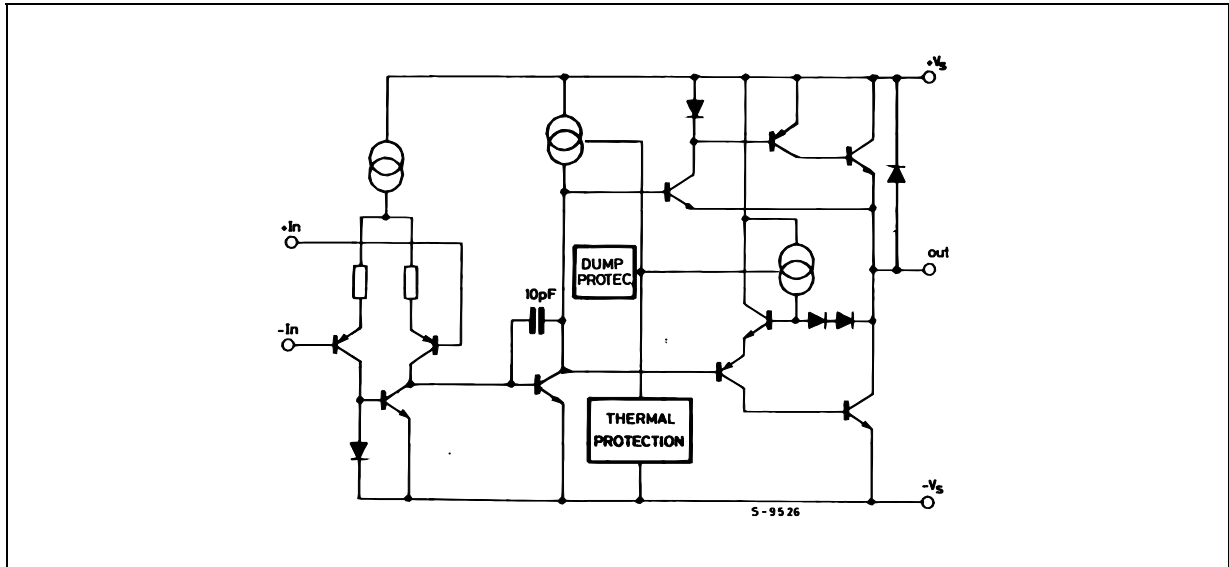 +Vs
+In
out
DUMP
PROTEC.
10pF
-In
THERMAL
PROTECTION
-Vs
S-9526